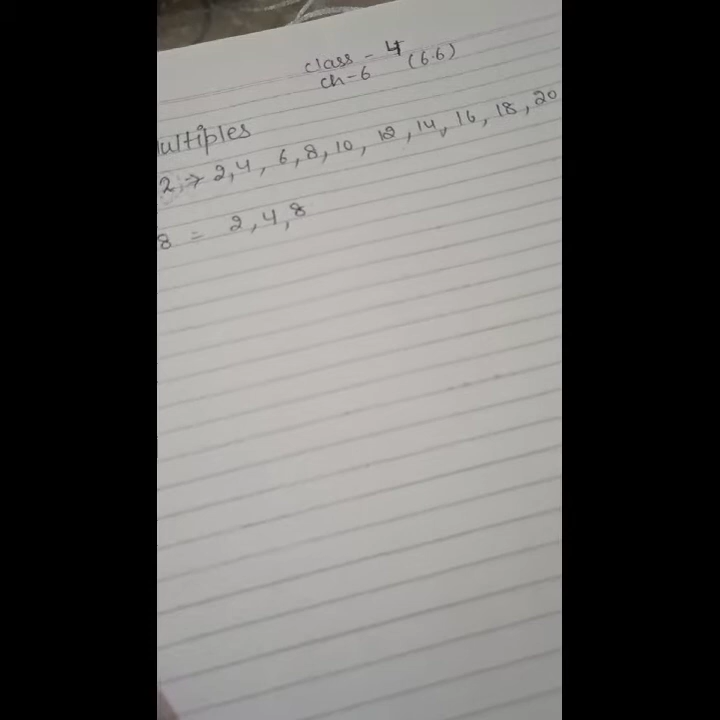 class - 4
ch-6 (6.6)
ultiples
2 → 2, 4, 6, 8, 10, 12, 14, 16, 18, 20
8 = 2, 4, 8